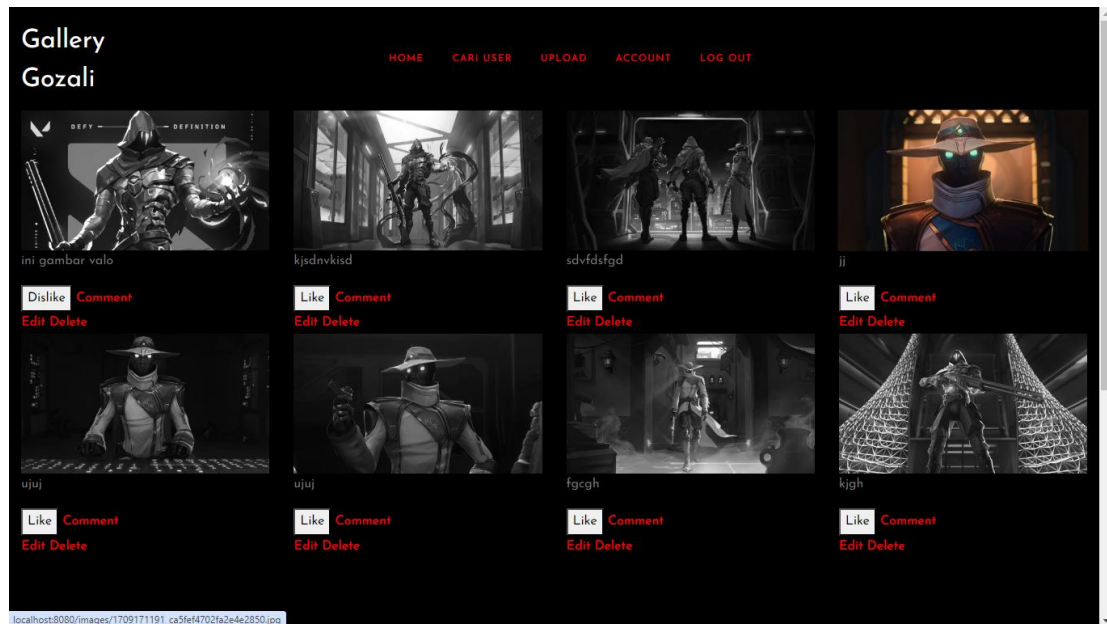 Gallery
Gozali
HOME CARI USER UPLOAD ACCOUNT LOG OUT
DEFY DEFINITION
ini gambar valo
kjsdnvkisd
sdvfdsfgd
jj
Dislike Comment
Like Comment
Like Comment
Like Comment
Edit Delete
Edit Delete
Edit Delete
Edit Delete
ujuj
ujuj
fgcgh
kjgh
Like Comment
Like Comment
Like Comment
Like Comment
Edit Delete
Edit Delete
Edit Delete
Edit Delete
localhost:8080/images/1709171191_ca5fef4702fa2e4e2850.jpg